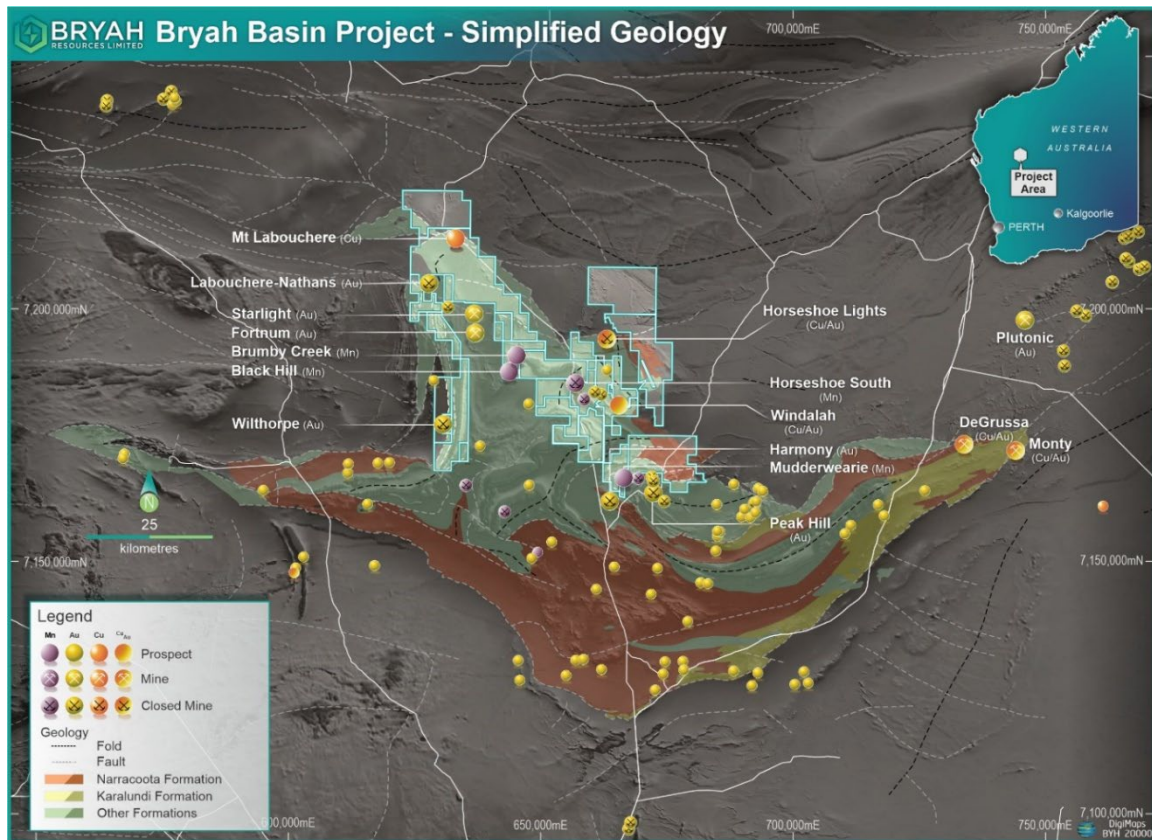 BRYAH
RESOURCES LIMITED
Bryah Basin Project - Simplified Geology
700,000mE
750,000mE
WESTERN
AUSTRALIA
Project
Area
Kalgoorlie
PERTH
Mt Labouchere (Cu)
Labouchere-Nathans (Au)
7,200,000mN
7,200,000mN
Starlight (Au)
Fortnum (Au)
Brumby Creek (Mn)
Black Hill (Mn)
Wilthorpe (Au)
Horseshoe Lights
(Cu/Au)
Plutonic
(Au)
Horseshoe South
(Mn)
Windalah
(Cu/Au)
Harmony (Au)
Mudderwearie (Mn)
DeGrussa
(Cu/Au)
Monty
(Cu/Au)
Peak Hill
(Au)
N
25
kilometres
7,150,000mN
7,150,000mN
Legend
Mn Au Cu Cu Au
Prospect
Mine
Closed Mine
Geology
Fold
Fault
Narracoota Formation
Karalundi Formation
Other Formations
600,000mE
650,000mE
700,000mE
7,100,000mN
DigiMaps
BYH 20000